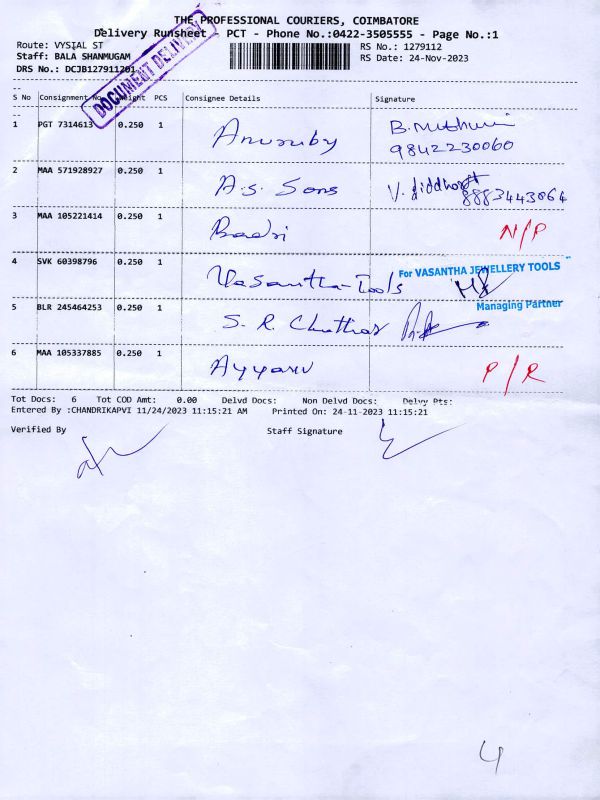 THE PROFESSIONAL COURIERS, COIMBATORE
Delivery Runsheet PCT - Phone No.:0422-3505555 - Page No.:1
Route: VYSIAL ST RS No.: 1279112
Staff: BALA SHANMUGAM RS Date: 24-Nov-2023
DRS No.: DCJB127911201
DOCUMENT DELIVERY
S No Consignment No Weight PCS Consignee Details Signature
1 PGT 7314613 0.250 1 Anuruby B.
9842230060
2 MAA 571928927 0.250 1 A.S. Sons V. Siddharth
8883443064
3 MAA 105221414 0.250 1 Badri N/P
4 SVK 60398796 0.250 1 Vasantha-Tools For VASANTHA JEWELLERY TOOLS
Managing Partner
5 BLR 245464253 0.250 1 S. R.
6 MAA 105337885 0.250 1 Ayyanu P/R
Tot Docs: 6 Tot COD Amt: 0.00 Delvd Docs: Non Delvd Docs: Delvy Pts:
Entered By :CHANDRIKAPVI 11/24/2023 11:15:21 AM Printed On: 24-11-2023 11:15:21
Verified By Staff Signature
4